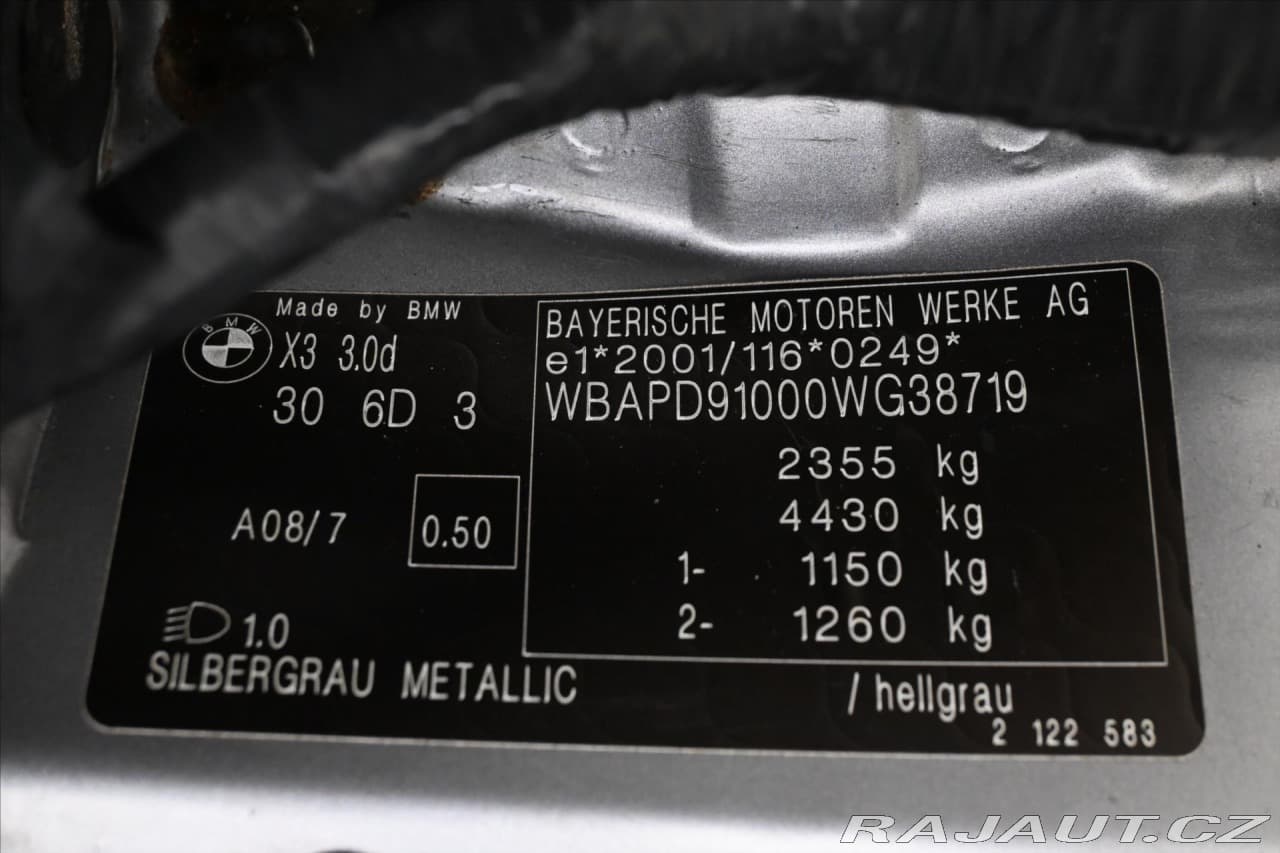 Made by BMW
BMW
X3 3.0d
30 6D 3
A08/7
0.50
1.0
SILBERGRAU METALLIC
BAYERISCHE MOTOREN WERKE AG
e1*2001/116*0249*
WBAPD91000WG38719
2355 kg
4430 kg
1- 1150 kg
2- 1260 kg
/ hellgrau
2 122 583
RAJAUT.CZ